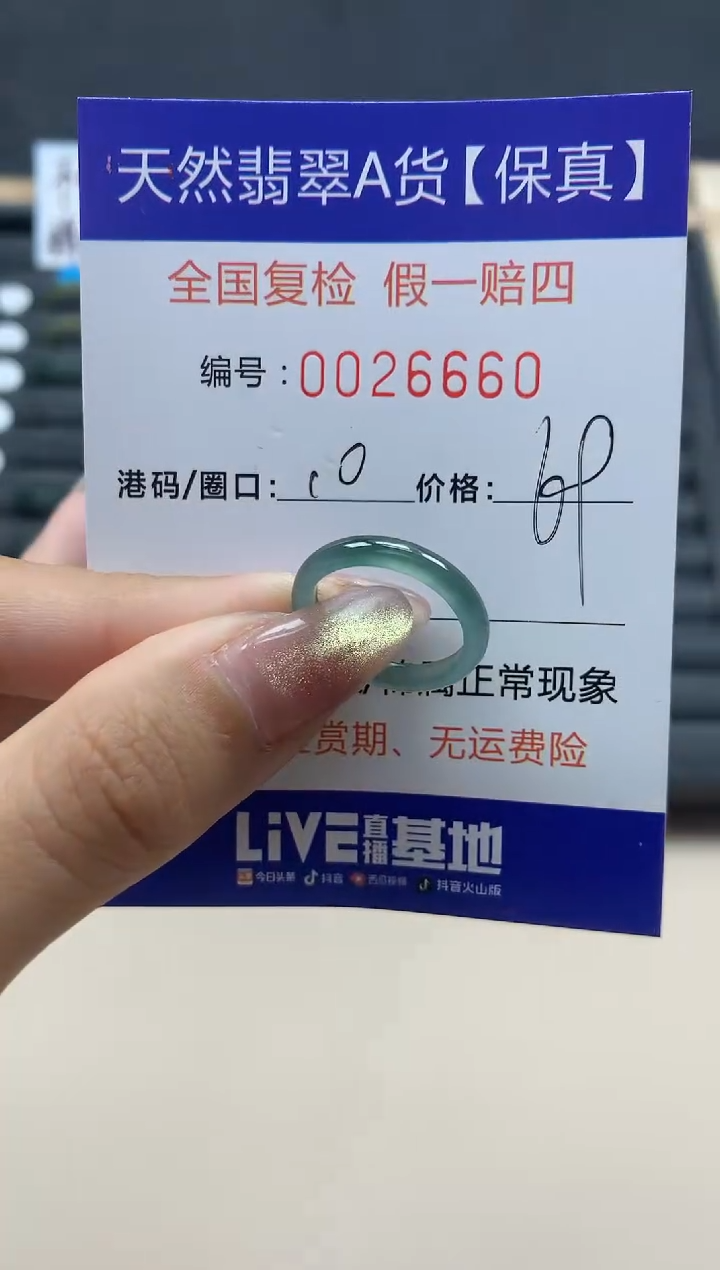 天然翡翠A货【保真】
全国复检 假一赔四
编号:0026660
港码/圈口: 10 价格:
正常现象
赏期、无运费险
LiVE直播基地
今日头条 抖音 西瓜视频 抖音火山版